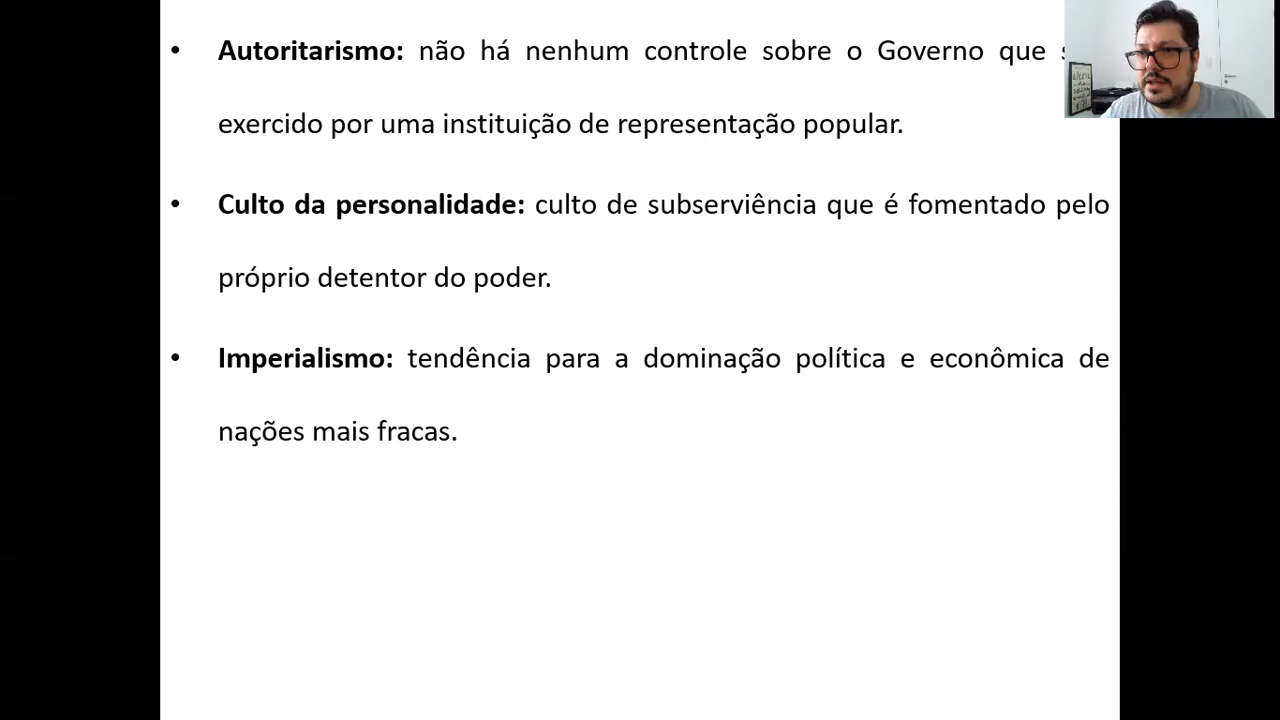 • Autoritarismo: não há nenhum controle sobre o Governo que
exercido por uma instituição de representação popular.
• Culto da personalidade: culto de subserviência que é fomentado pelo
próprio detentor do poder.
• Imperialismo: tendência para a dominação política e econômica de
nações mais fracas.